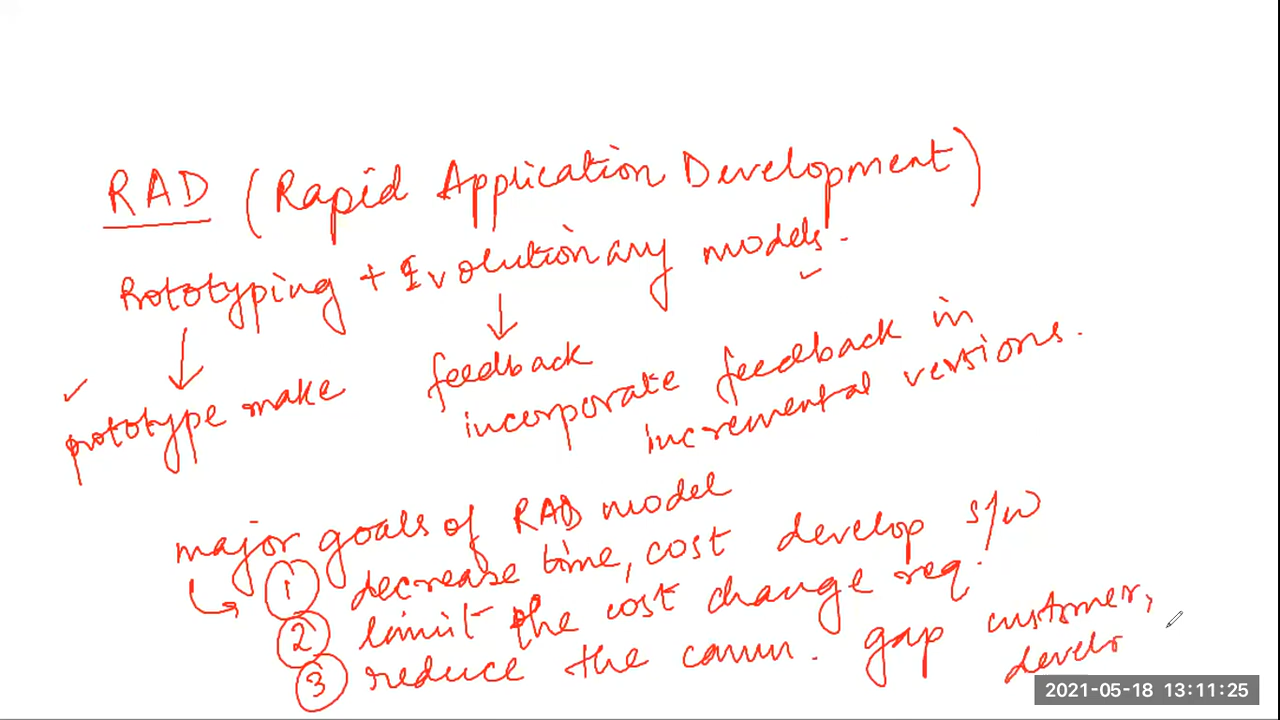 RAD (Rapid Application Development)
Prototyping + Evolutionary models.
prototype make
feedback
incorporate feedback in
incremental versions.
major goals of RAD model
1 decrease time, cost develop s/w
2 limit the cost change req.
3 reduce the comm. gap customer,
develo
2021-05-18 13:11:25